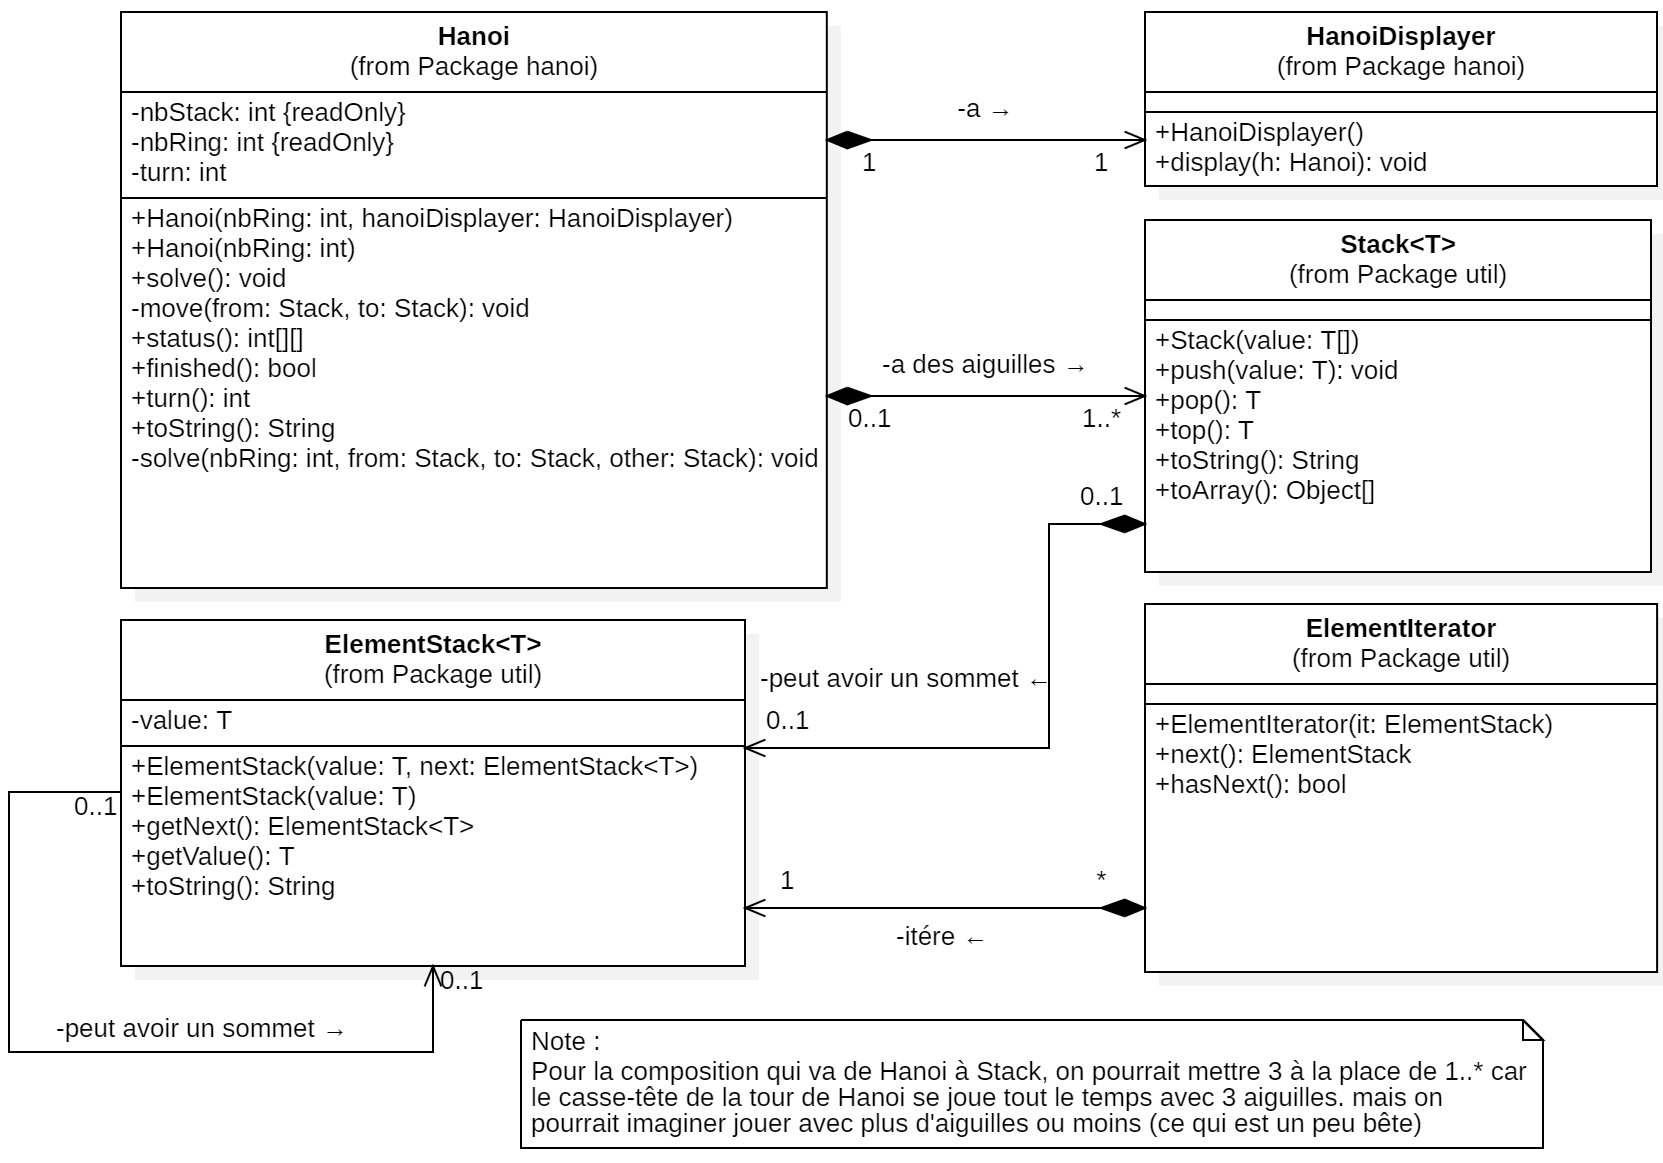 Hanoi
(from Package hanoi)
-nbStack: int {readOnly}
-nbRing: int {readOnly}
-turn: int
+Hanoi(nbRing: int, hanoiDisplayer: HanoiDisplayer)
+Hanoi(nbRing: int)
+solve(): void
-move(from: Stack, to: Stack): void
+status(): int[][]
+finished(): bool
+turn(): int
+toString(): String
-solve(nbRing: int, from: Stack, to: Stack, other: Stack): void
-a →
1
1
HanoiDisplayer
(from Package hanoi)
+HanoiDisplayer()
+display(h: Hanoi): void
-a des aiguilles →
0..1
1..*
Stack<T>
(from Package util)
+Stack(value: T[])
+push(value: T): void
+pop(): T
+top(): T
+toString(): String
+toArray(): Object[]
0..1
-peut avoir un sommet ←
0..1
ElementStack<T>
(from Package util)
-value: T
+ElementStack(value: T, next: ElementStack<T>)
+ElementStack(value: T)
+getNext(): ElementStack<T>
+getValue(): T
+toString(): String
0..1
0..1
-peut avoir un sommet →
ElementIterator
(from Package util)
+ElementIterator(it: ElementStack)
+next(): ElementStack
+hasNext(): bool
1
*
-itére ←
Note :
Pour la composition qui va de Hanoi à Stack, on pourrait mettre 3 à la place de 1..* car
le casse-tête de la tour de Hanoi se joue tout le temps avec 3 aiguilles. mais on
pourrait imaginer jouer avec plus d'aiguilles ou moins (ce qui est un peu bête)